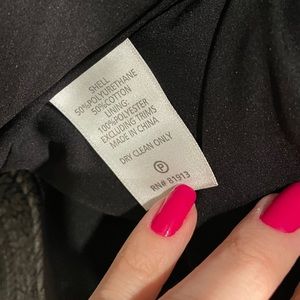 SHELL
50%POLYURETHANE
50%COTTON
LINING:
100%POLYESTER
EXCLUDING TRIMS
MADE IN CHINA
DRY CLEAN ONLY
P
RN# 81913